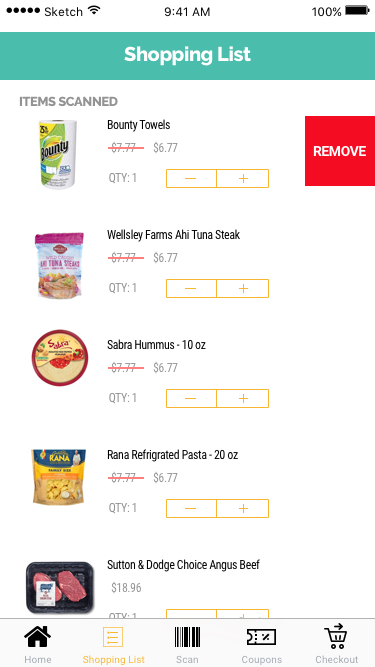 Sketch 9:41 AM 100%
Shopping List
ITEMS SCANNED
Bounty Towels
$7.77 $6.77
QTY: 1
REMOVE
Bounty
Wellsley Farms Ahi Tuna Steak
$7.77 $6.77
QTY: 1
AHI TUNA STEAKS
Sabra Hummus - 10 oz
$7.77 $6.77
QTY: 1
Sabra
Rana Refrigrated Pasta - 20 oz
$7.77 $6.77
QTY: 1
RANA
FAMILY SIZE
Sutton & Dodge Choice Angus Beef
$18.96
QTY: 1
Home Shopping List Scan Coupons Checkout